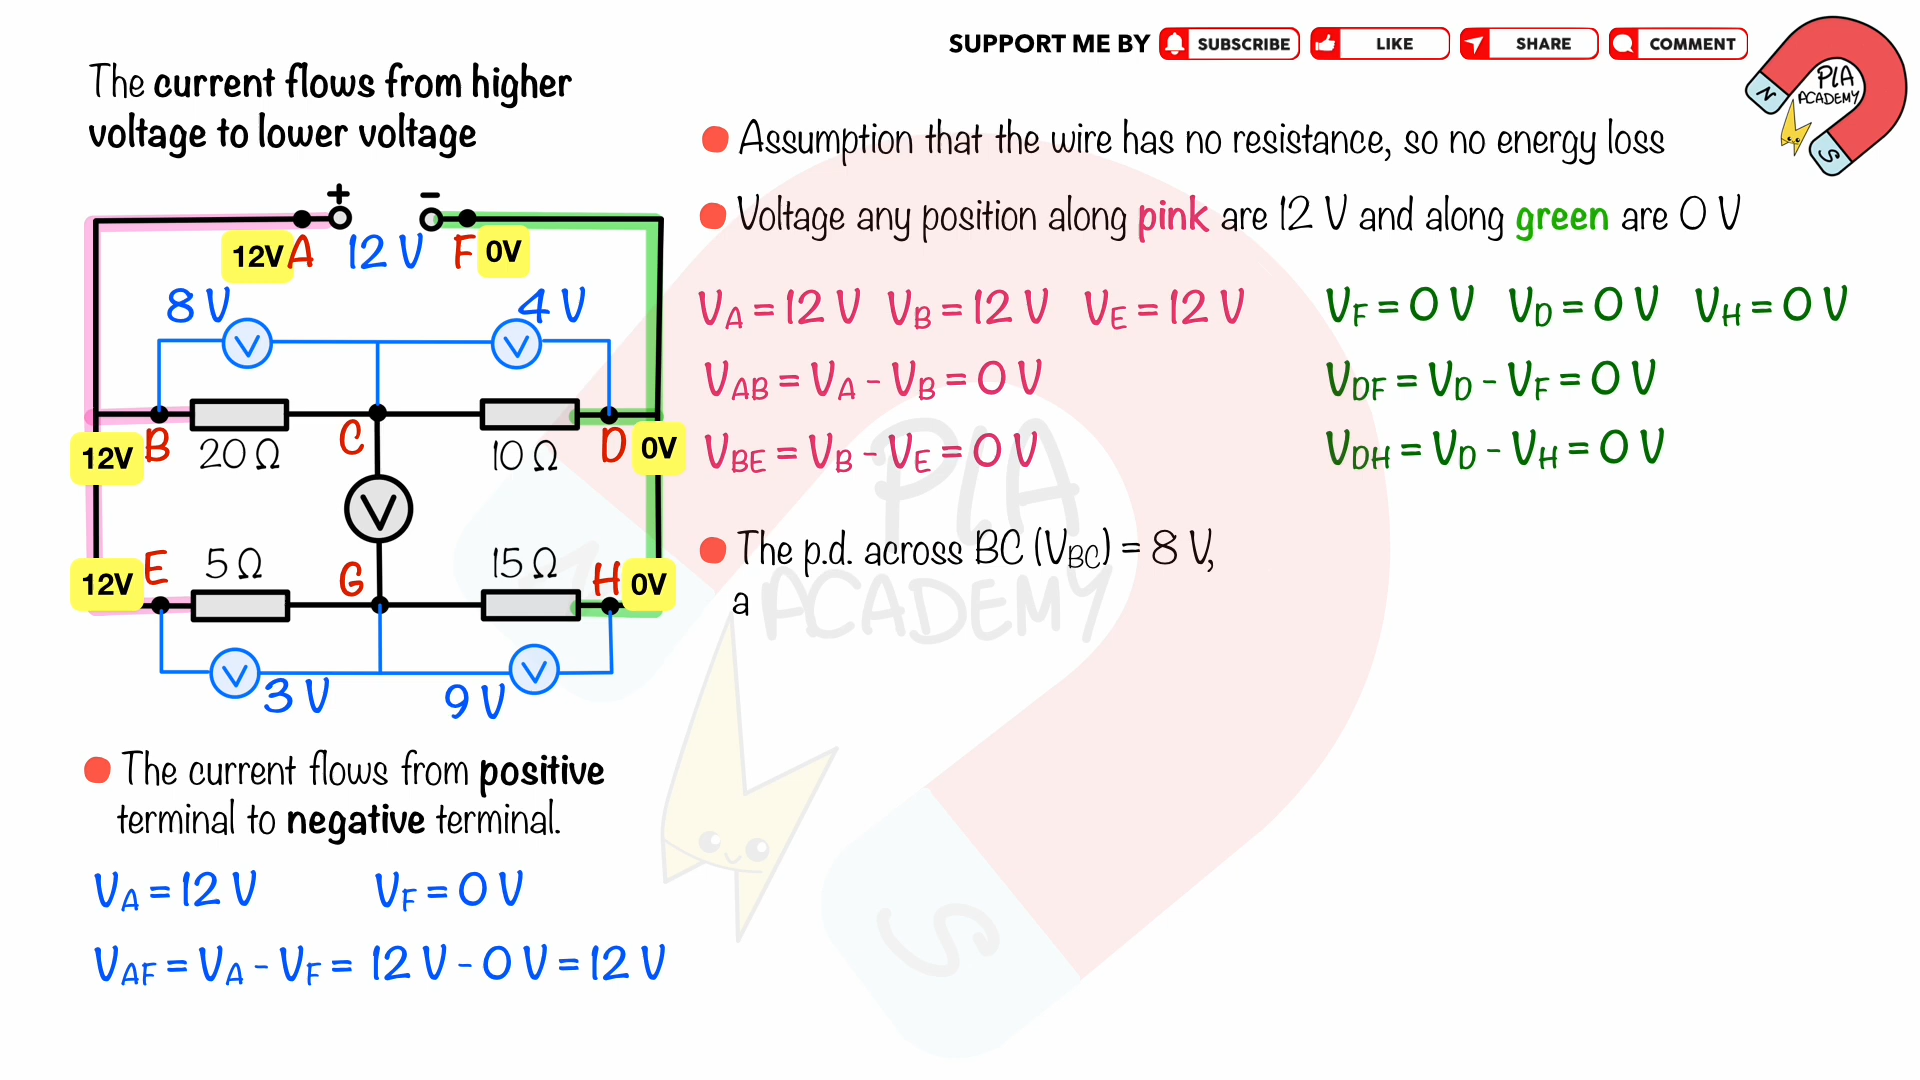 SUPPORT ME BY SUBSCRIBE LIKE SHARE COMMENT
PLA
ACADEMY
N
S
The current flows from higher
voltage to lower voltage
+ -
12V A 12 V F 0V
8 V 4 V
V V
B 20 Ω C 10 Ω D
12V 0V
V
E 5 Ω G 15 Ω H
12V 0V
V V
3 V 9 V
The current flows from positive
terminal to negative terminal.
VA = 12 V VF = 0 V
VAF = VA - VF = 12 V - 0 V = 12 V
Assumption that the wire has no resistance, so no energy loss
Voltage any position along pink are 12 V and along green are 0 V
VA = 12 V VB = 12 V VE = 12 V VF = 0 V VD = 0 V VH = 0 V
VAB = VA - VB = 0 V VDF = VD - VF = 0 V
VBE = VB - VE = 0 V VDH = VD - VH = 0 V
The p.d. across BC (VBC) = 8 V,
a
PLA
ACADEMY
N
S